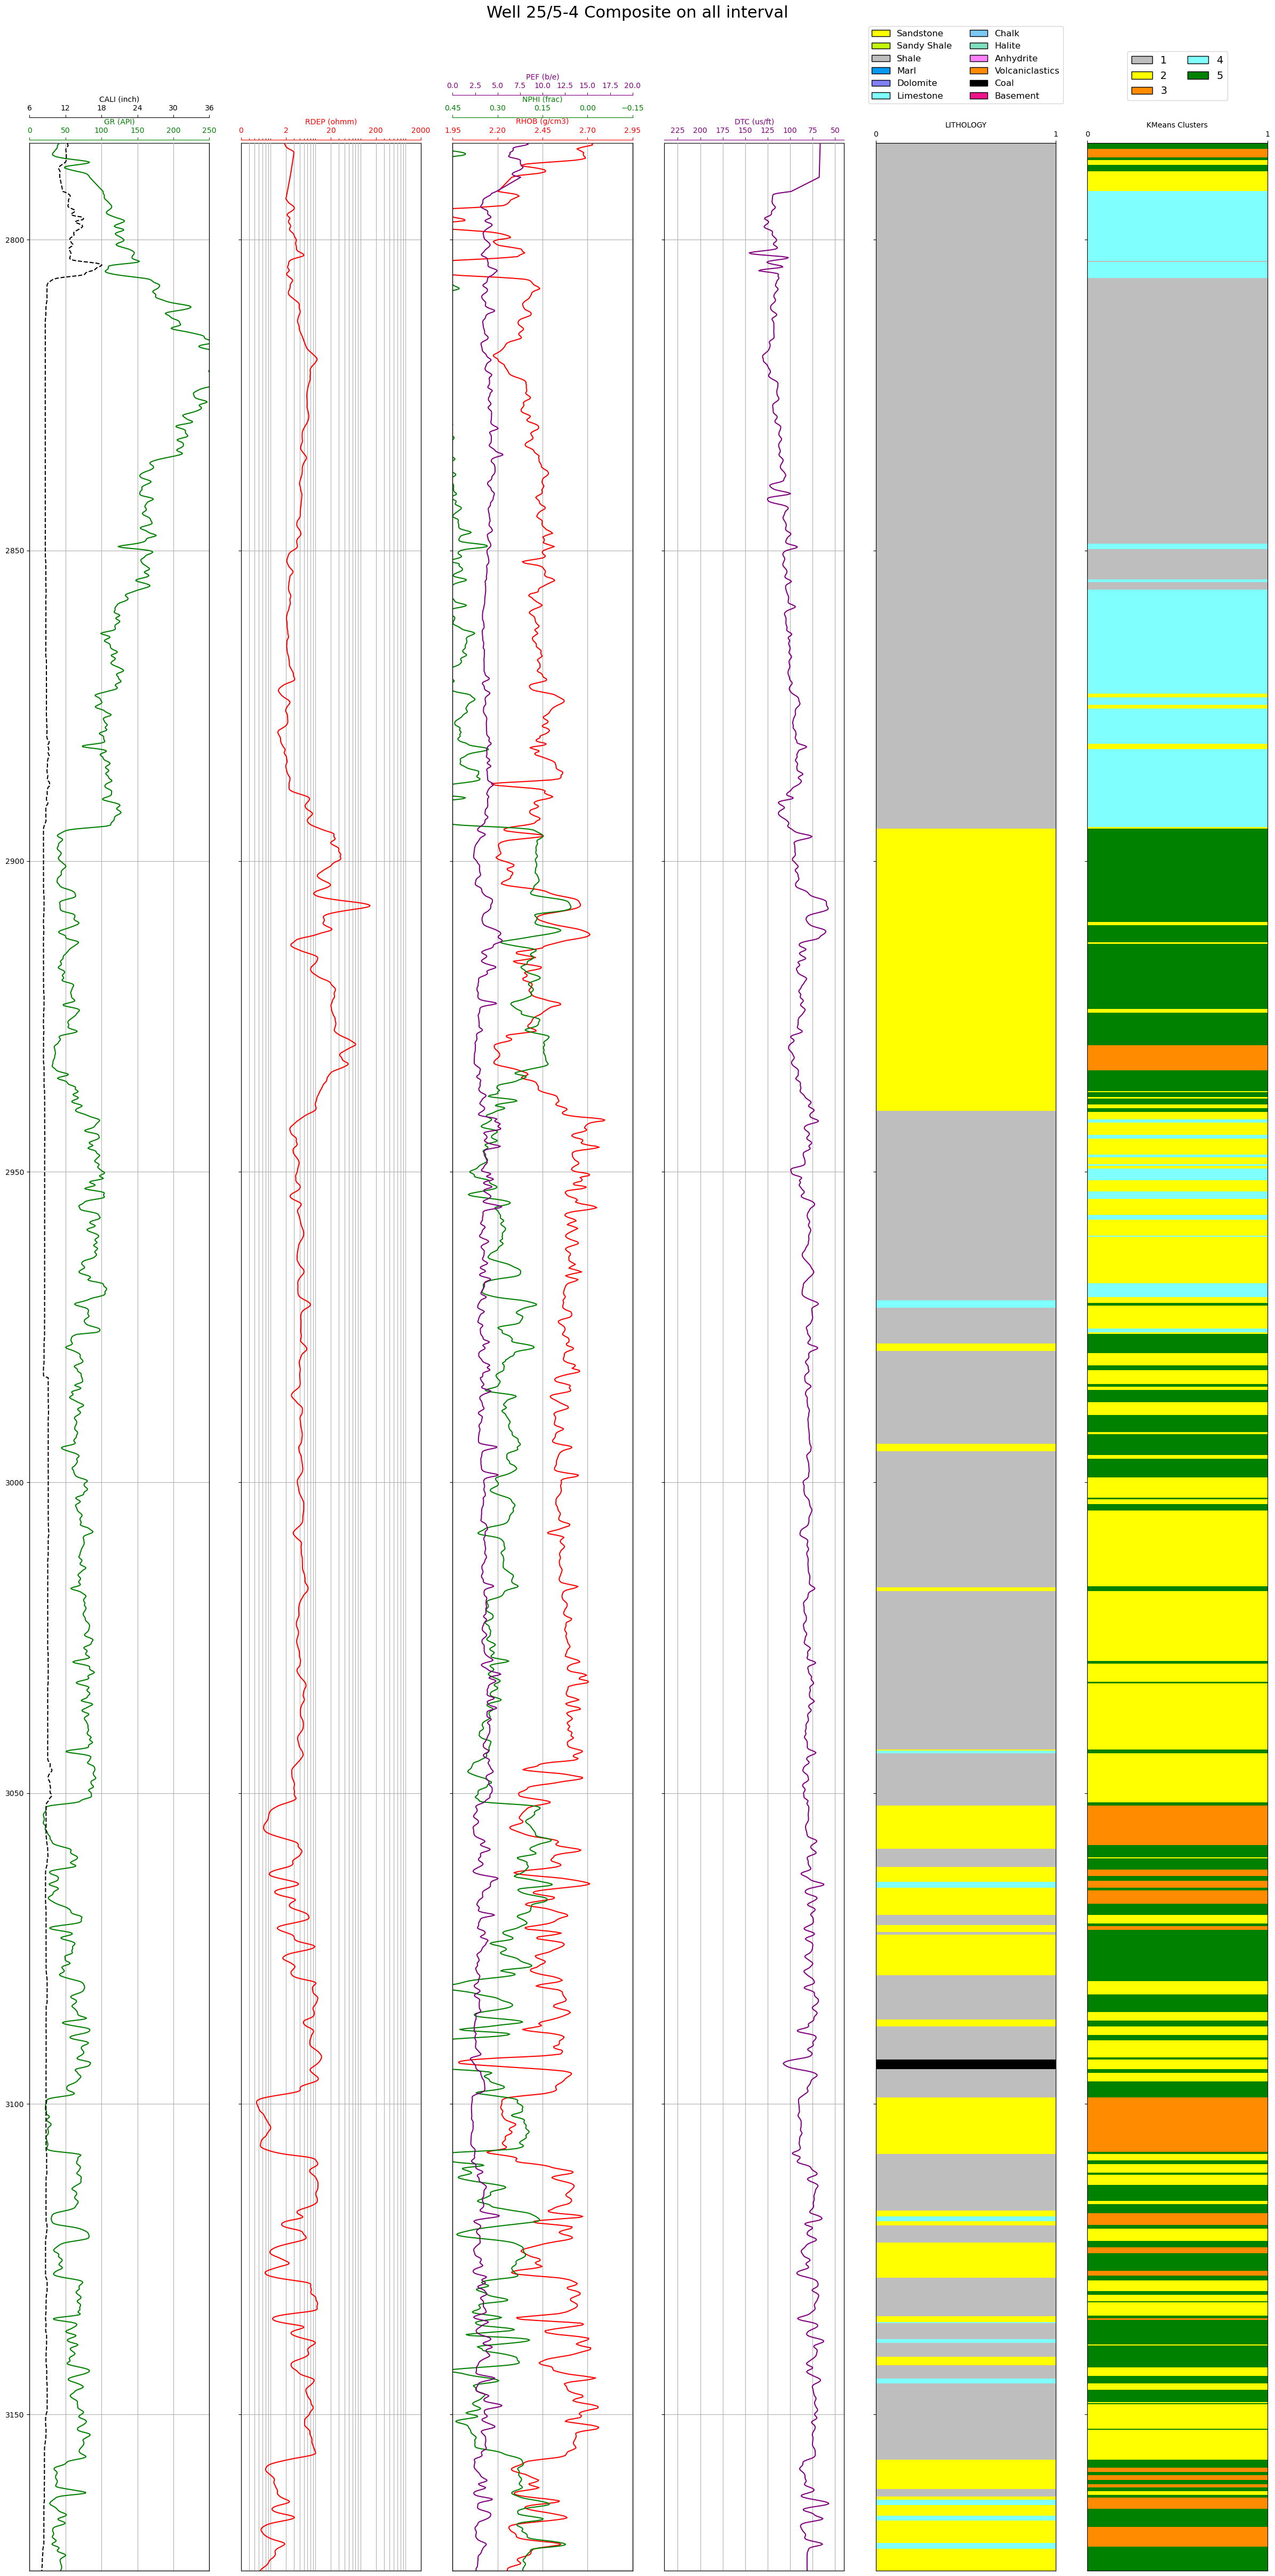 Well 25/5-4 Composite on all interval
Sandstone Chalk
Sandy Shale Halite
Shale Anhydrite
Marl Volcaniclastics
Dolomite Coal
Limestone Basement
1 4
2 5
3
PEF (b/e)
0.0 2.5 5.0 7.5 10.0 12.5 15.0 17.5 20.0
CALI (inch)
6 12 18 24 30 36
NPHI (frac)
0.45 0.30 0.15 0.00 −0.15
GR (API)
0 50 100 150 200 250
RDEP (ohmm)
0 2 20 200 2000
RHOB (g/cm3)
1.95 2.20 2.45 2.70 2.95
DTC (us/ft)
225 200 175 150 125 100 75 50
LITHOLOGY
0 1
KMeans Clusters
0 1
2800
2850
2900
2950
3000
3050
3100
3150